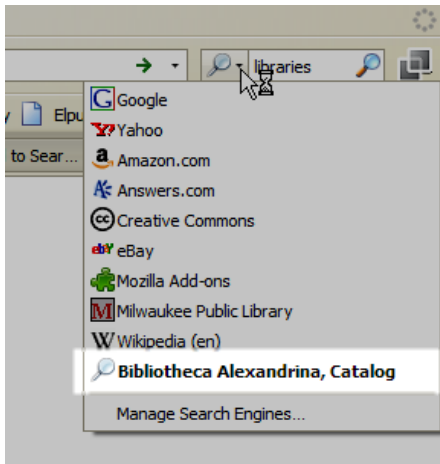 libraries
y Elpu
to Sear...
Google
Yahoo
Amazon.com
Answers.com
Creative Commons
eBay
Mozilla Add-ons
Milwaukee Public Library
Wikipedia (en)
Bibliotheca Alexandrina, Catalog
Manage Search Engines...